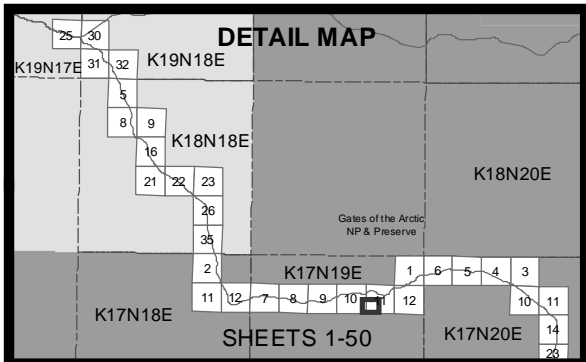 DETAIL MAP
25 30
K19N17E 31 32 K19N18E
5
8 9
K18N18E
16
21 22 23
K18N20E
26
Gates of the Arctic
NP & Preserve
35
2 K17N19E 1 6 5 4 3
11 12 7 8 9 10 11 12 10 11
K17N18E
SHEETS 1-50 K17N20E 14
23